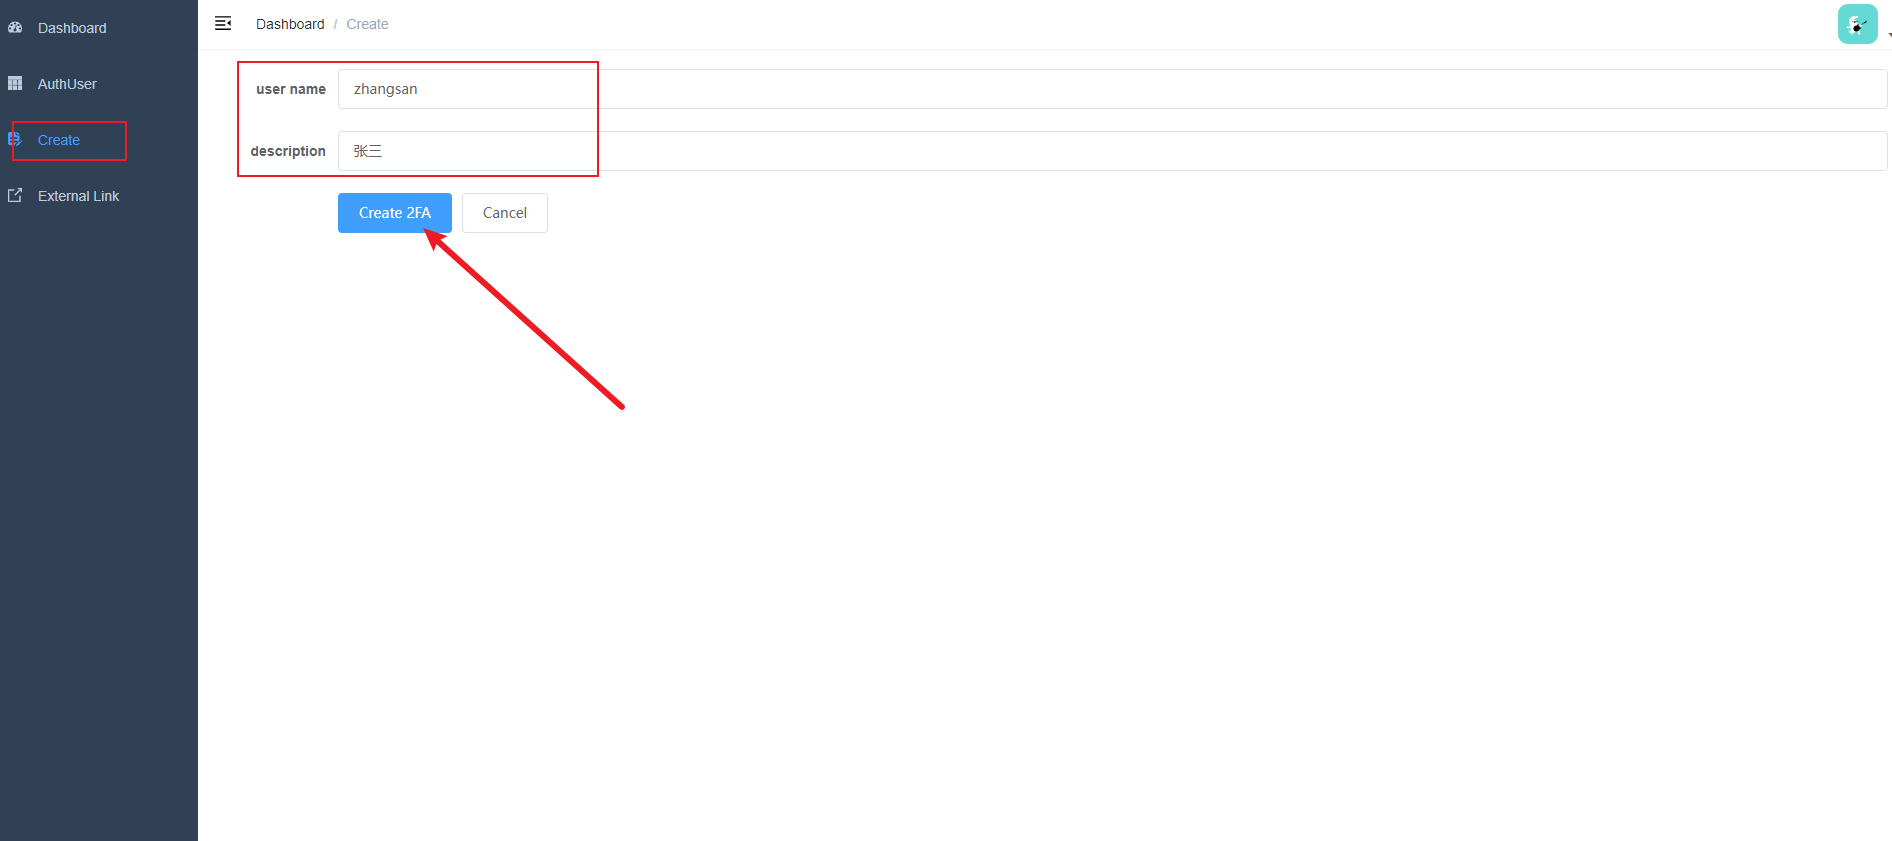 Dashboard
AuthUser
Create
External Link
Dashboard / Create
user name zhangsan
description 张三
Create 2FA Cancel